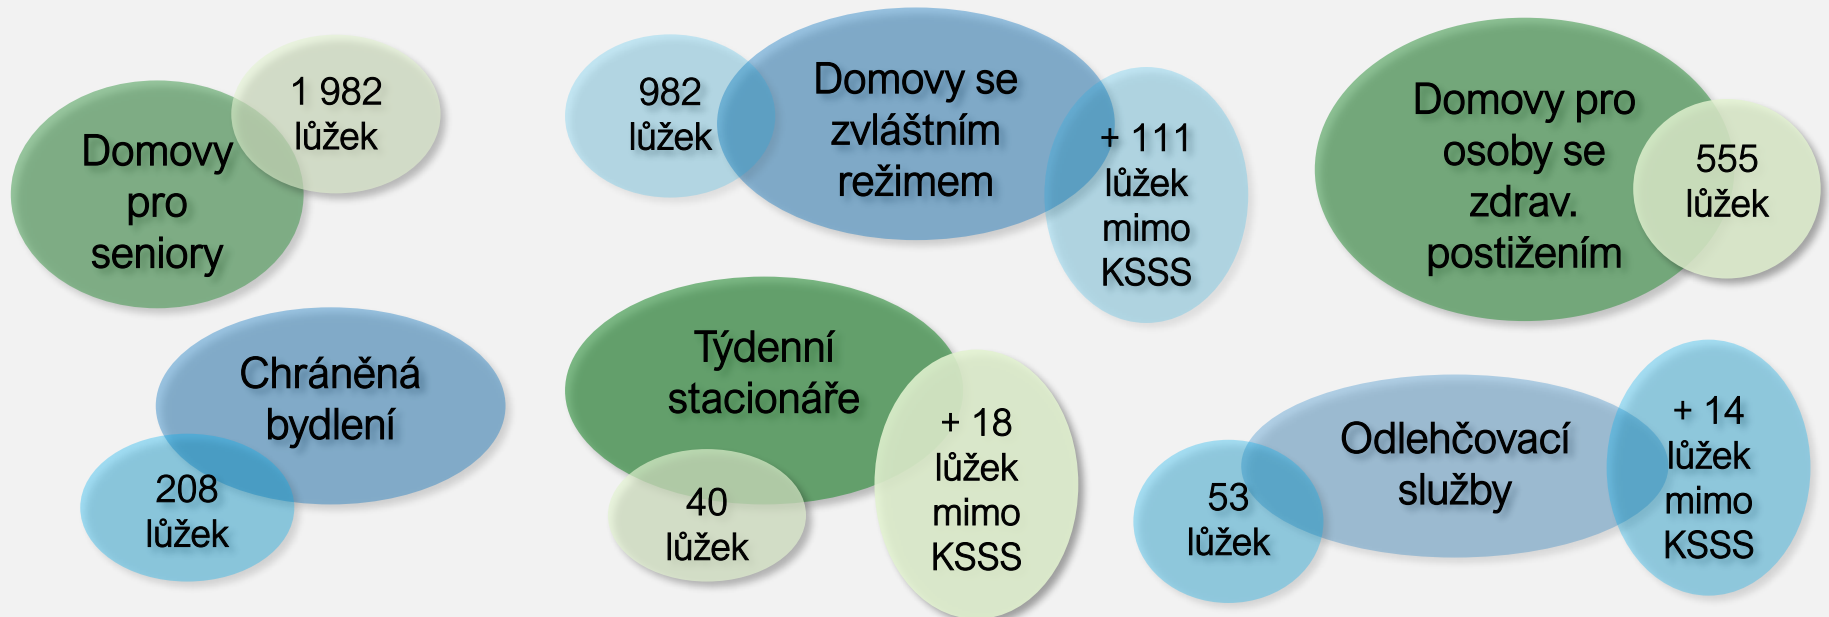 Domovy
pro
seniory
1 982
lůžek
982
lůžek
Domovy se
zvláštním
režimem
+ 111
lůžek
mimo
KSSS
Domovy pro
osoby se
zdrav.
postižením
555
lůžek
Chráněná
bydlení
208
lůžek
Týdenní
stacionáře
40
lůžek
+ 18
lůžek
mimo
KSSS
Odlehčovací
služby
53
lůžek
+ 14
lůžek
mimo
KSSS